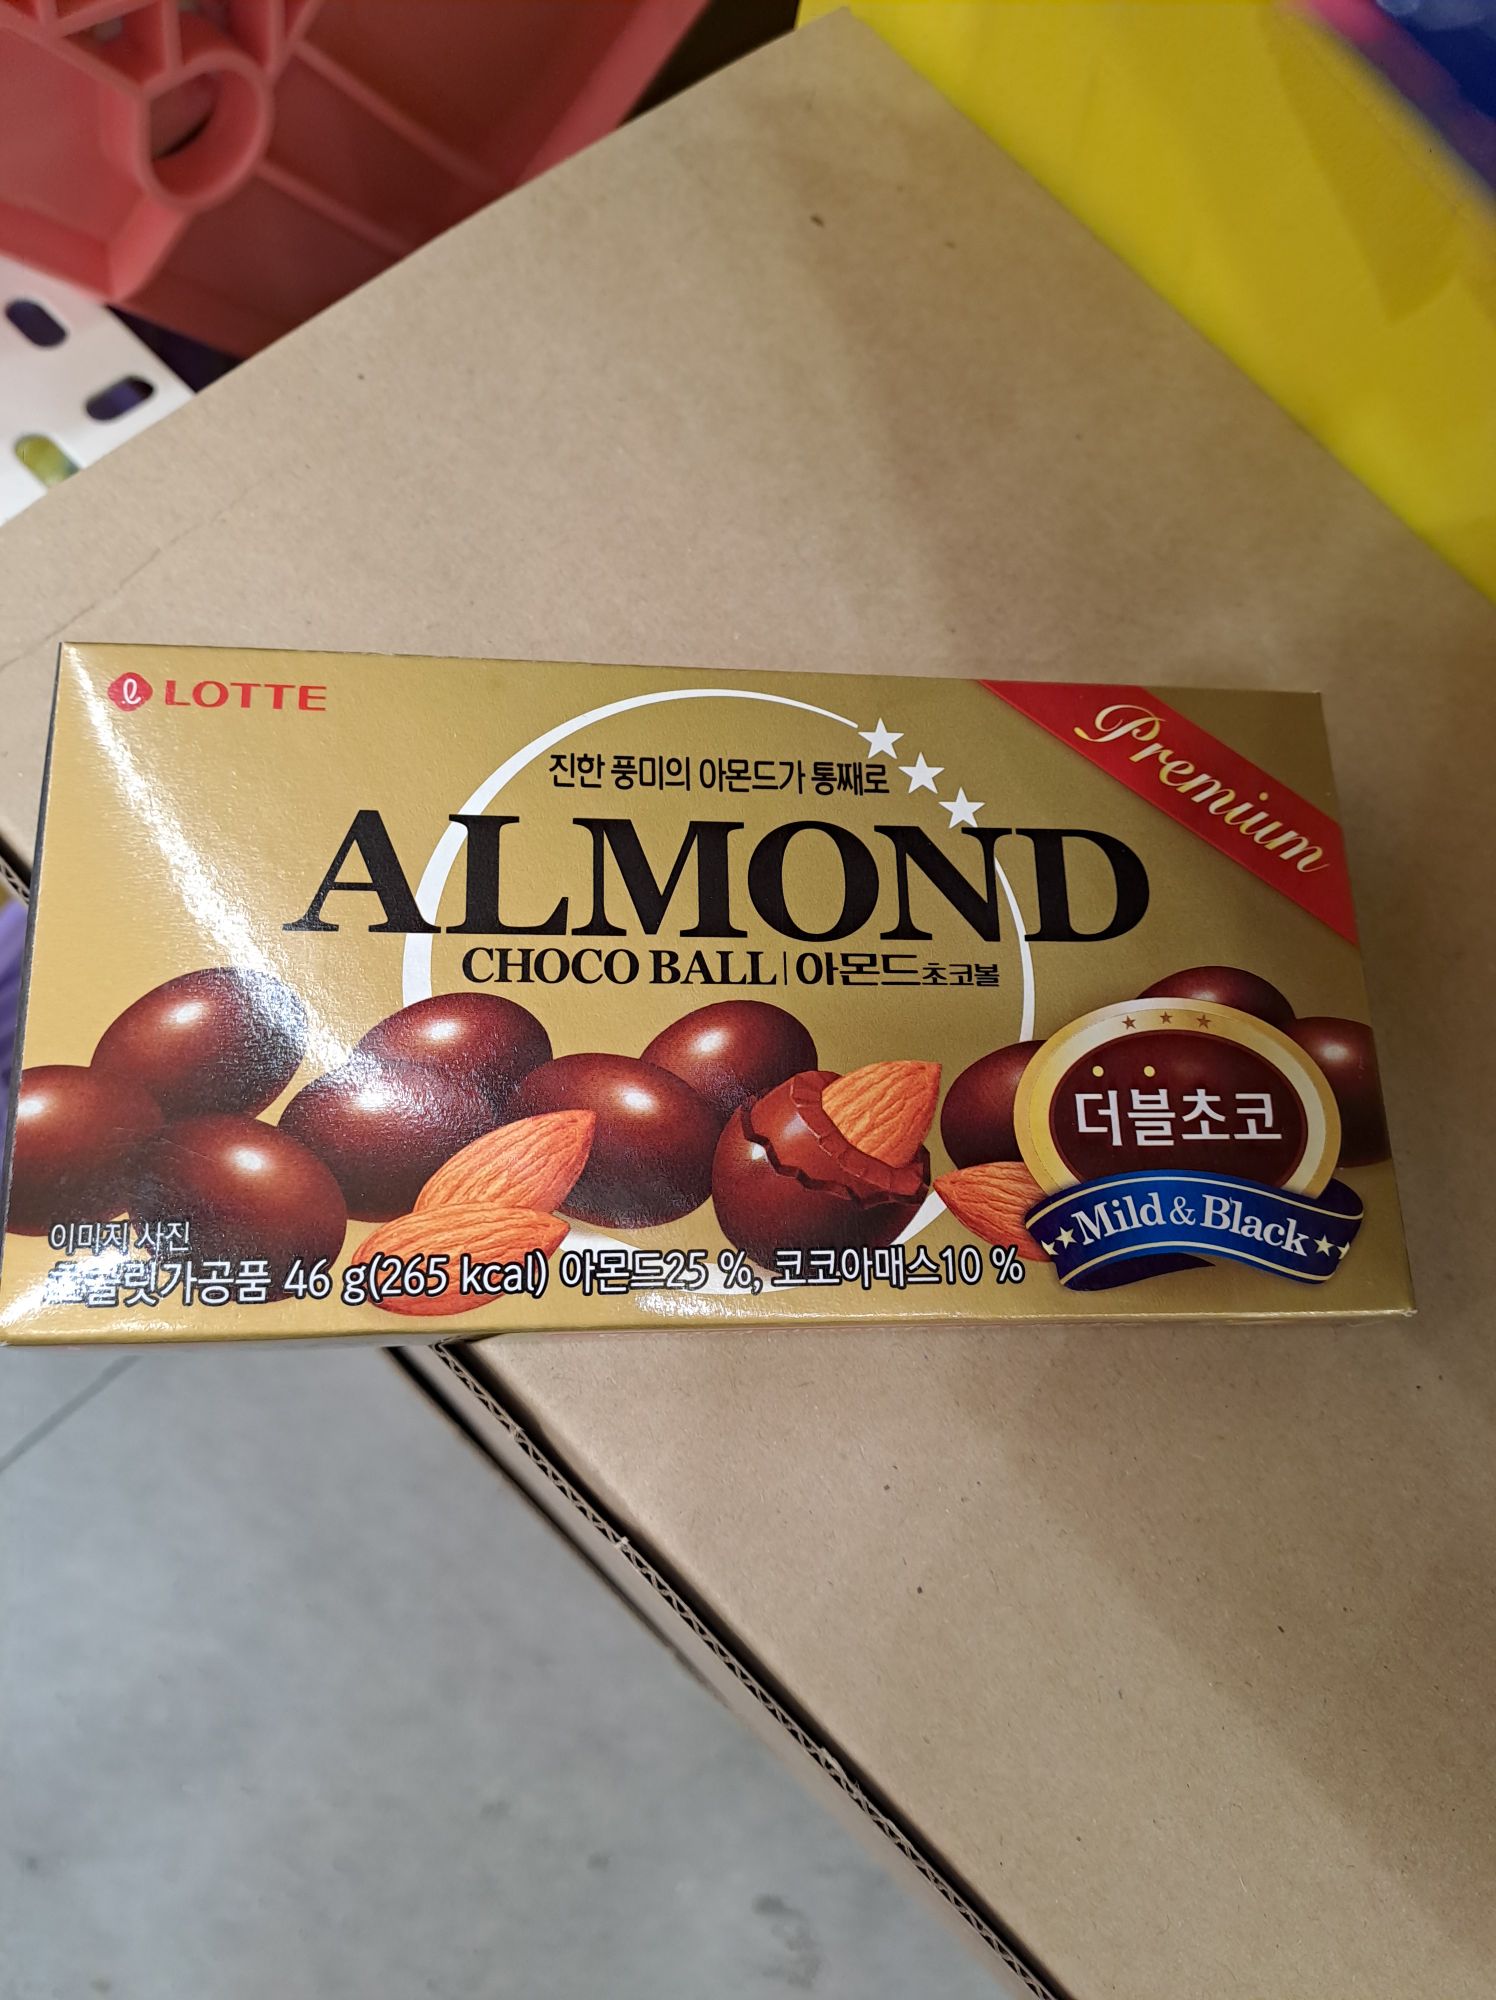 LOTTE
Premium
진한 풍미의 아몬드가 통째로
ALMOND
CHOCO BALL | 아몬드초코볼
더블초코
Mild & Black
이미지 사진
초콜릿가공품 46 g(265 kcal) 아몬드25 %, 코코아매스10 %